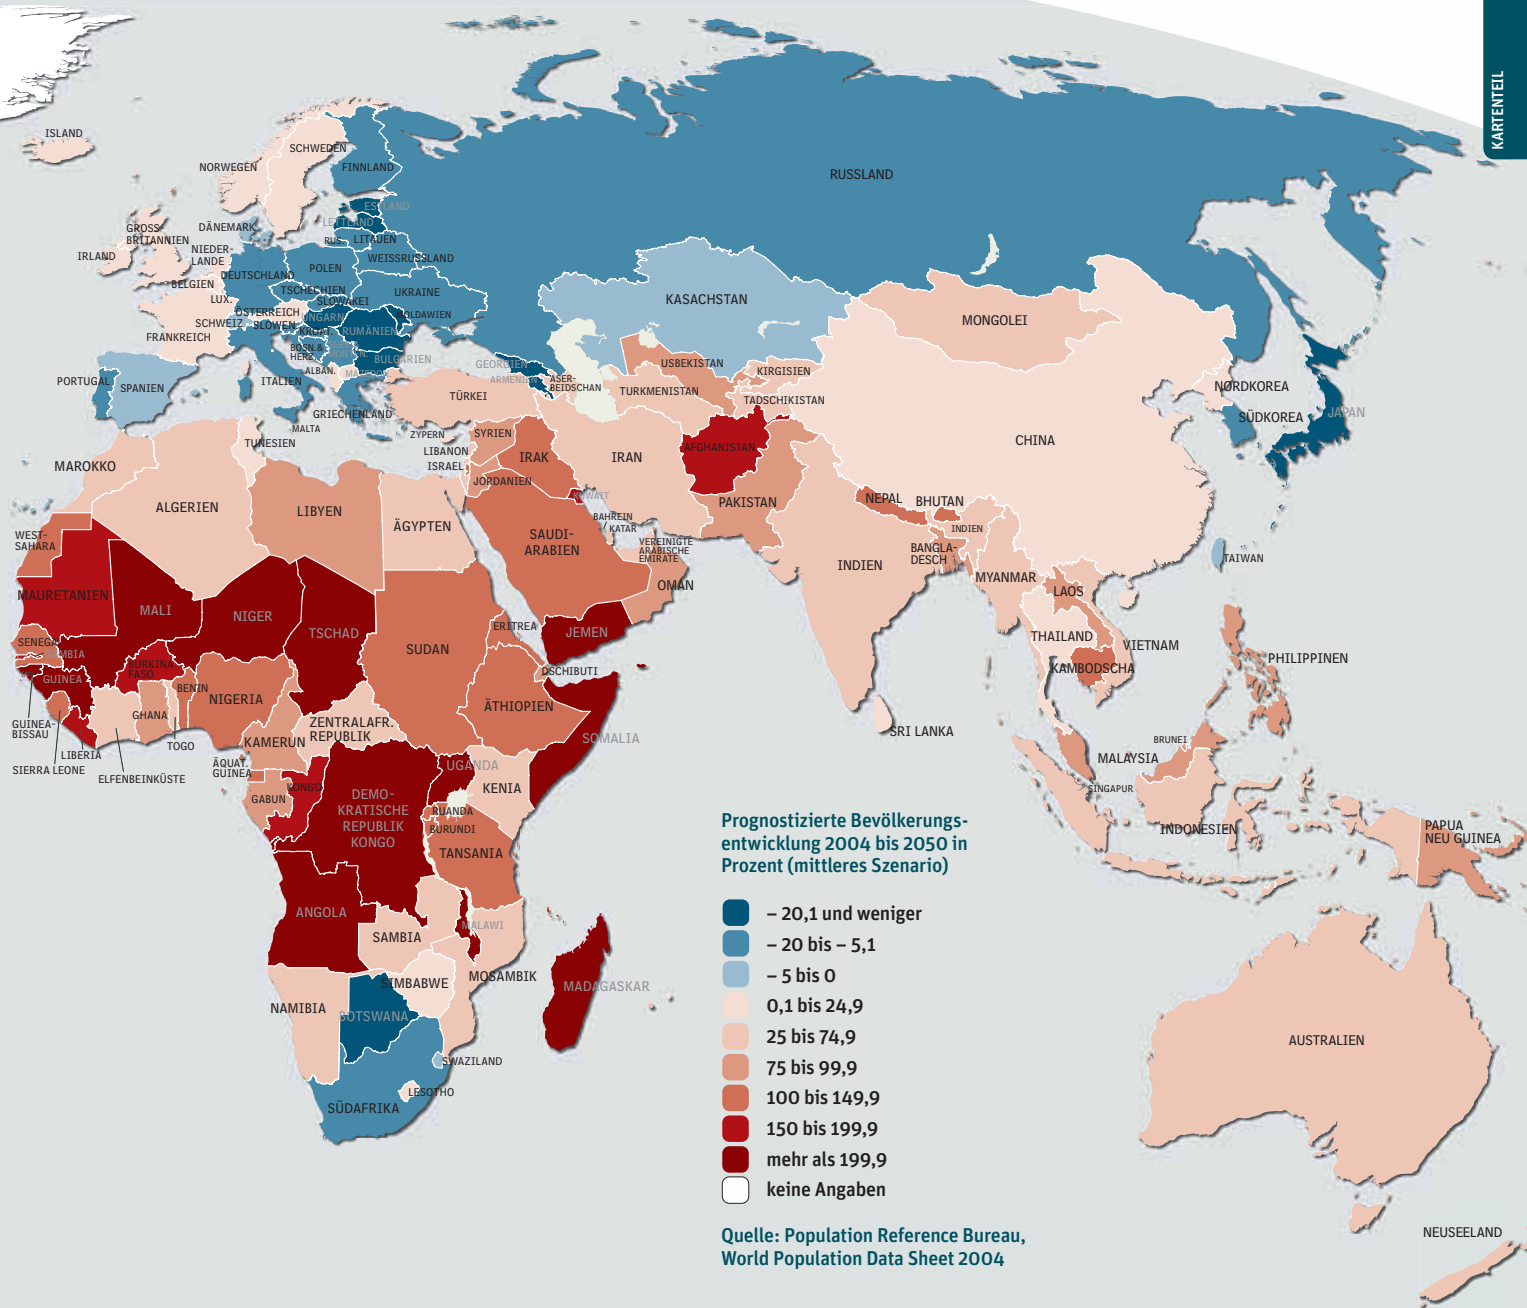 KARTENTEIL
ISLAND
NORWEGEN
SCHWEDEN
FINNLAND
RUSSLAND
ESTLAND
LETTLAND
LITAUEN
RUS.
DÄNEMARK
GROSS-
BRITANNIEN
IRLAND
NIEDER-
LANDE
BELGIEN
LUX.
DEUTSCHLAND
POLEN
WEISSRUSSLAND
TSCHECHIEN
SLOWAKEI
UKRAINE
ÖSTERREICH
SCHWEIZ
UNGARN
MOLDAWIEN
SLOWEN.
KROAT.
RUMÄNIEN
FRANKREICH
BOSN.&
HERZ.
BULGARIEN
ALBAN.
PORTUGAL
SPANIEN
ITALIEN
GRIECHENLAND
MALTA
TÜRKEI
ZYPERN
GEORGIEN
ARMENIEN
ASER-
BEIDSCHAN
KASACHSTAN
USBEKISTAN
TURKMENISTAN
KIRGISIEN
TADSCHIKISTAN
MONGOLEI
CHINA
NORDKOREA
SÜDKOREA
JAPAN
TAIWAN
SYRIEN
LIBANON
ISRAEL
JORDANIEN
IRAK
IRAN
AFGHANISTAN
PAKISTAN
KUWAIT
BAHREIN
KATAR
VEREINIGTE
ARABISCHE
EMIRATE
SAUDI-
ARABIEN
OMAN
JEMEN
NEPAL
BHUTAN
INDIEN
BANGLA-
DESCH
INDIEN
MYANMAR
LAOS
THAILAND
VIETNAM
KAMBODSCHA
PHILIPPINEN
SRI LANKA
BRUNEI
MALAYSIA
SINGAPUR
INDONESIEN
PAPUA
NEU GUINEA
AUSTRALIEN
NEUSEELAND
MAROKKO
TUNESIEN
ALGERIEN
LIBYEN
ÄGYPTEN
WEST-
SAHARA
MAURETANIEN
MALI
NIGER
TSCHAD
SUDAN
ERITREA
DSCHIBUTI
SENEGAL
GAMBIA
GUINEA
GUINEA-
BISSAU
SIERRA LEONE
LIBERIA
ELFENBEINKÜSTE
BURKINA
FASO
GHANA
TOGO
BENIN
NIGERIA
KAMERUN
ZENTRALAFR.
REPUBLIK
ÄTHIOPIEN
SOMALIA
ÄQUAT.
GUINEA
GABUN
KONGO
DEMO-
KRATISCHE
REPUBLIK
KONGO
UGANDA
KENIA
RUANDA
BURUNDI
TANSANIA
ANGOLA
SAMBIA
MALAWI
MOSAMBIK
SIMBABWE
NAMIBIA
BOTSWANA
MADAGASKAR
SWAZILAND
LESOTHO
SÜDAFRIKA
Prognostizierte Bevölkerungs-
entwicklung 2004 bis 2050 in
Prozent (mittleres Szenario)
– 20,1 und weniger
– 20 bis – 5,1
– 5 bis 0
0,1 bis 24,9
25 bis 74,9
75 bis 99,9
100 bis 149,9
150 bis 199,9
mehr als 199,9
keine Angaben
Quelle: Population Reference Bureau,
World Population Data Sheet 2004